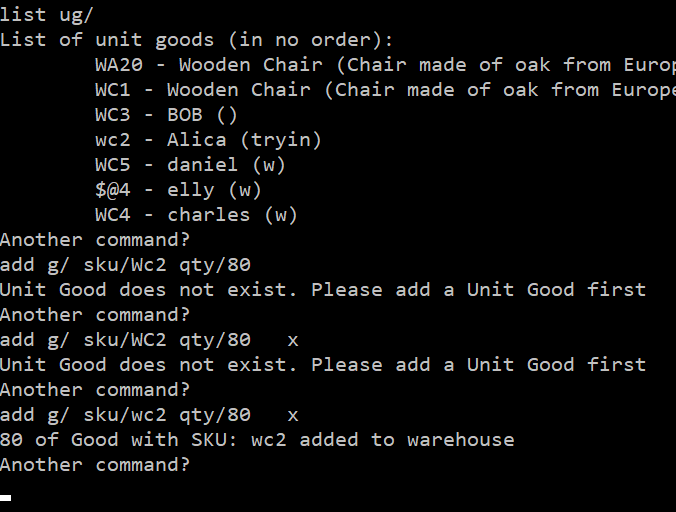 list ug/
List of unit goods (in no order):
WA20 - Wooden Chair (Chair made of oak from Europ
WC1 - Wooden Chair (Chair made of oak from Europe
WC3 - BOB ()
wc2 - Alica (tryin)
WC5 - daniel (w)
$@4 - elly (w)
WC4 - charles (w)
Another command?
add g/ sku/Wc2 qty/80
Unit Good does not exist. Please add a Unit Good first
Another command?
add g/ sku/WC2 qty/80   x
Unit Good does not exist. Please add a Unit Good first
Another command?
add g/ sku/wc2 qty/80   x
80 of Good with SKU: wc2 added to warehouse
Another command?